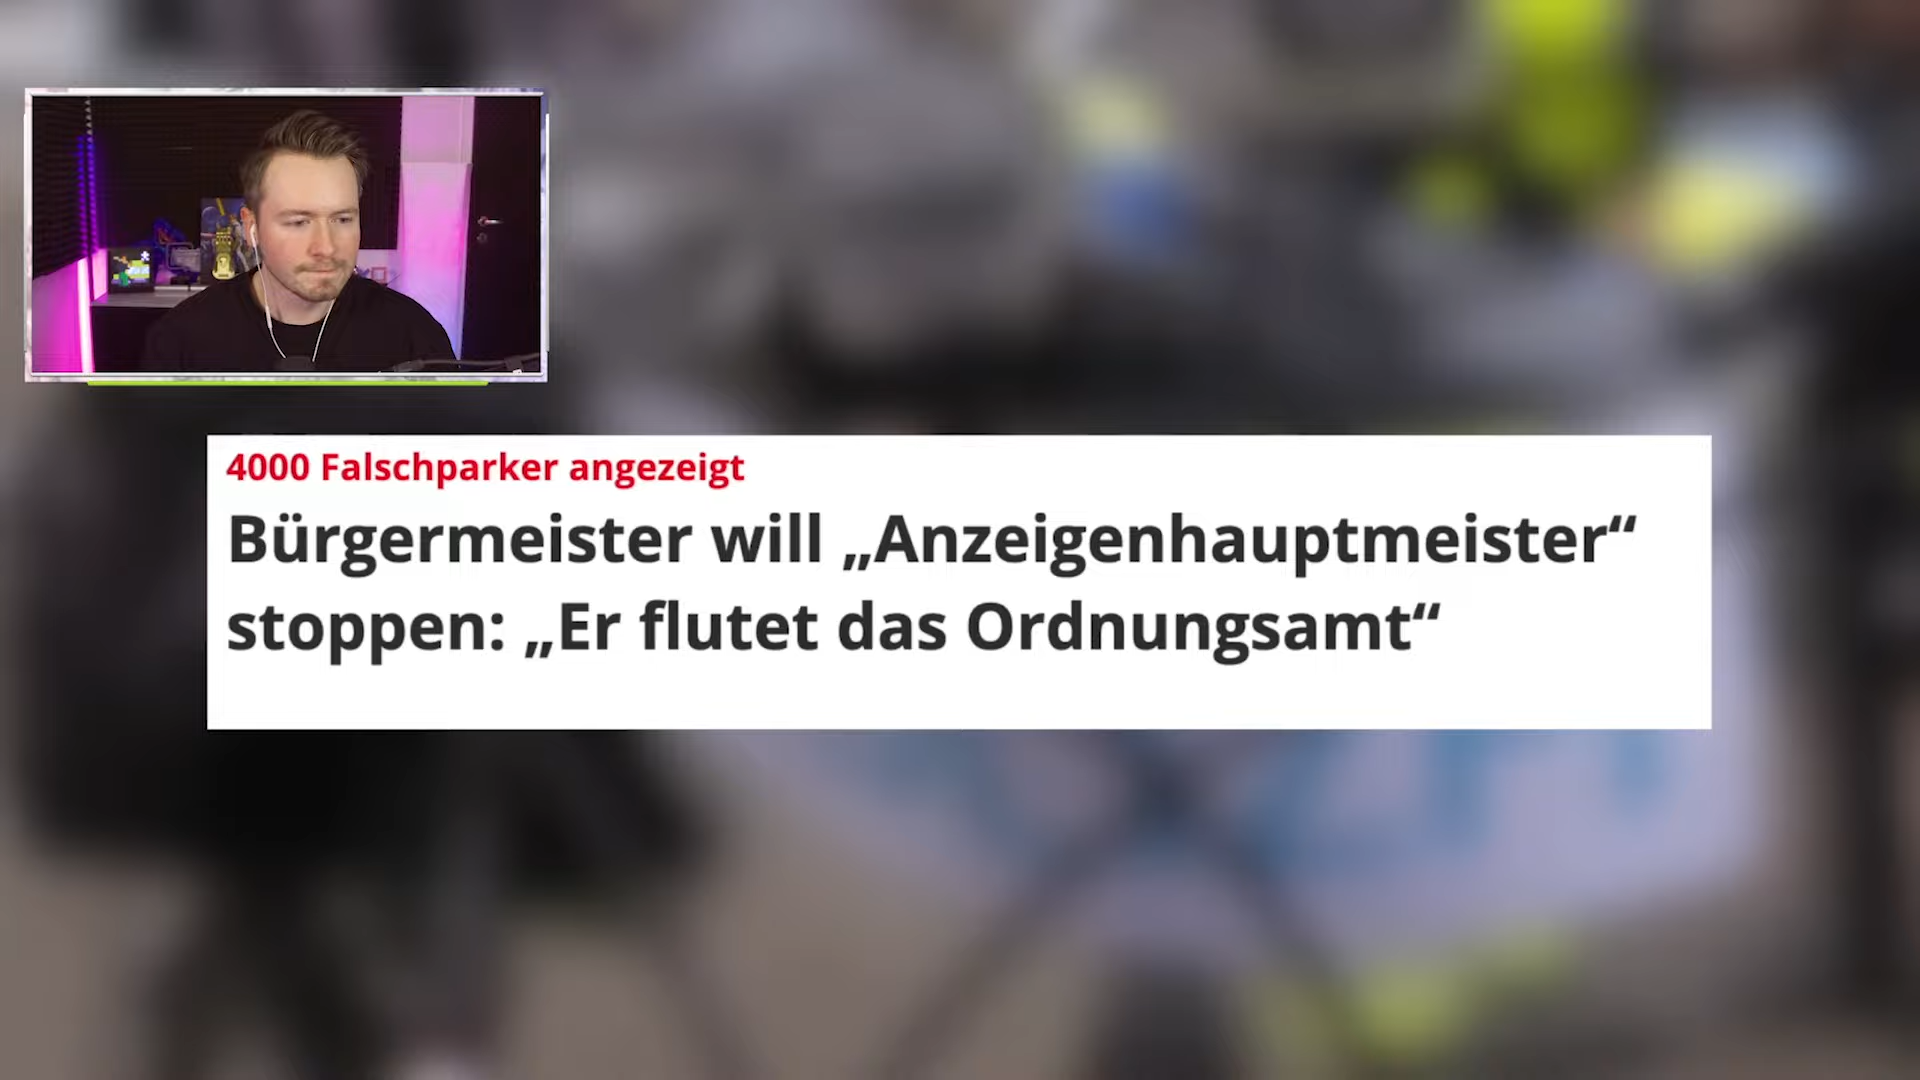 4000 Falschparker angezeigt
Bürgermeister will „Anzeigenhauptmeister“
stoppen: „Er flutet das Ordnungsamt“